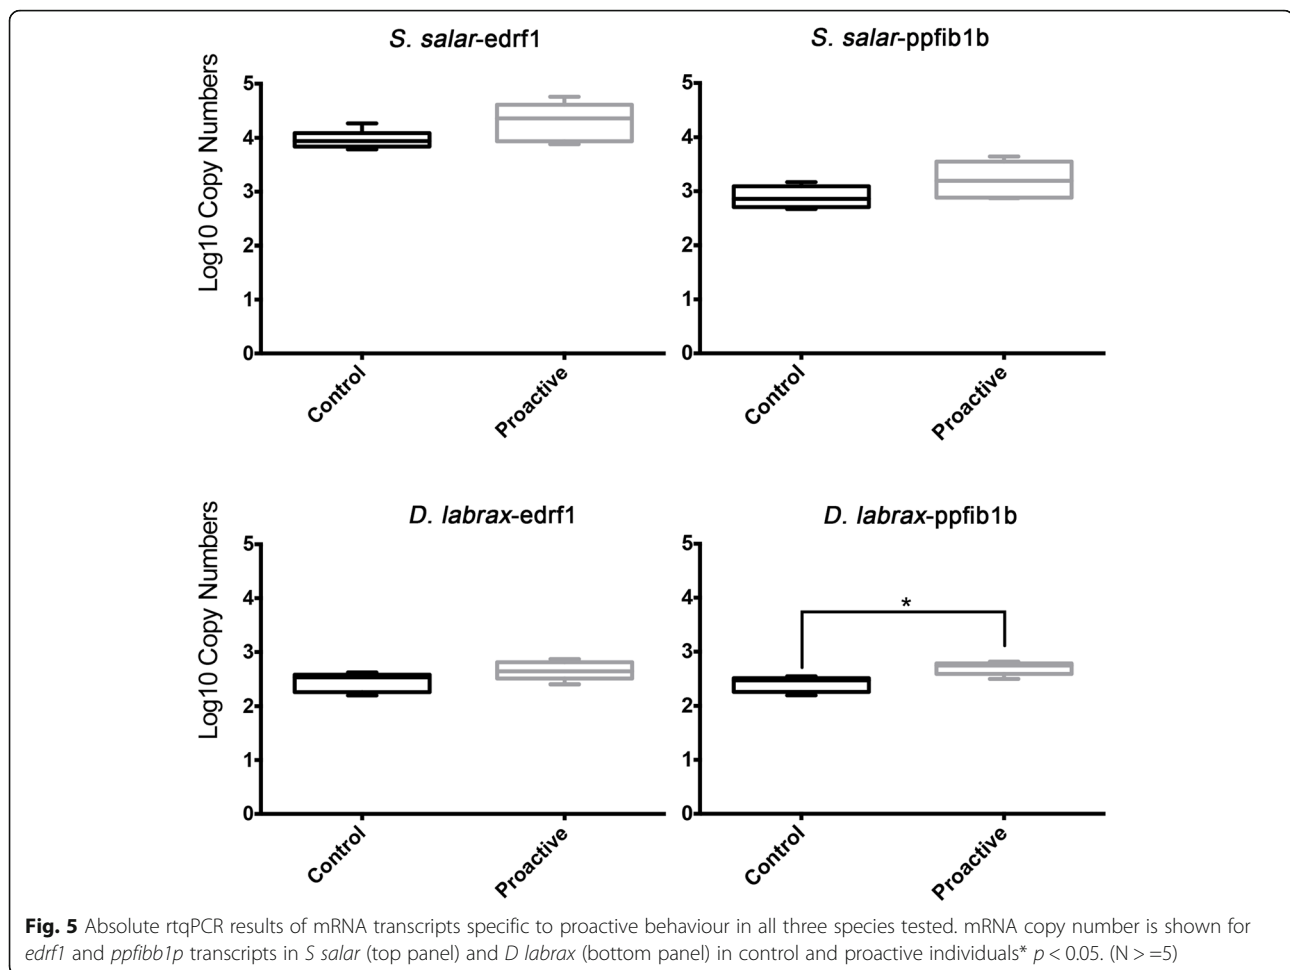 S. salar-edrf1
S. salar-ppfib1b
Log10 Copy Numbers
5
4
3
2
1
0
Control
Proactive
5
4
3
2
1
0
Control
Proactive
D. labrax-edrf1
D. labrax-ppfib1b
Log10 Copy Numbers
5
4
3
2
1
0
Control
Proactive
5
4
3
2
1
0
*
Control
Proactive
Fig. 5 Absolute rtqPCR results of mRNA transcripts specific to proactive behaviour in all three species tested. mRNA copy number is shown for
edrf1 and ppfibb1p transcripts in S salar (top panel) and D labrax (bottom panel) in control and proactive individuals* p < 0.05. (N > =5)